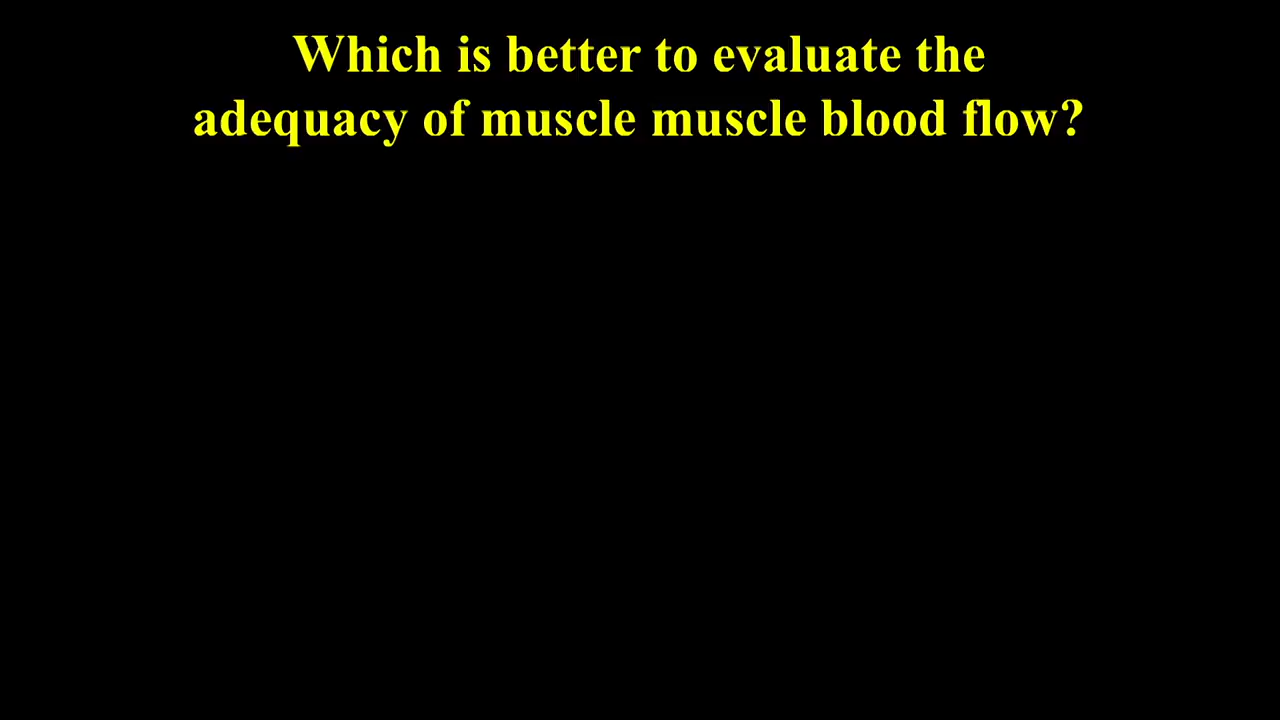 Which is better to evaluate the
adequacy of muscle muscle blood flow?